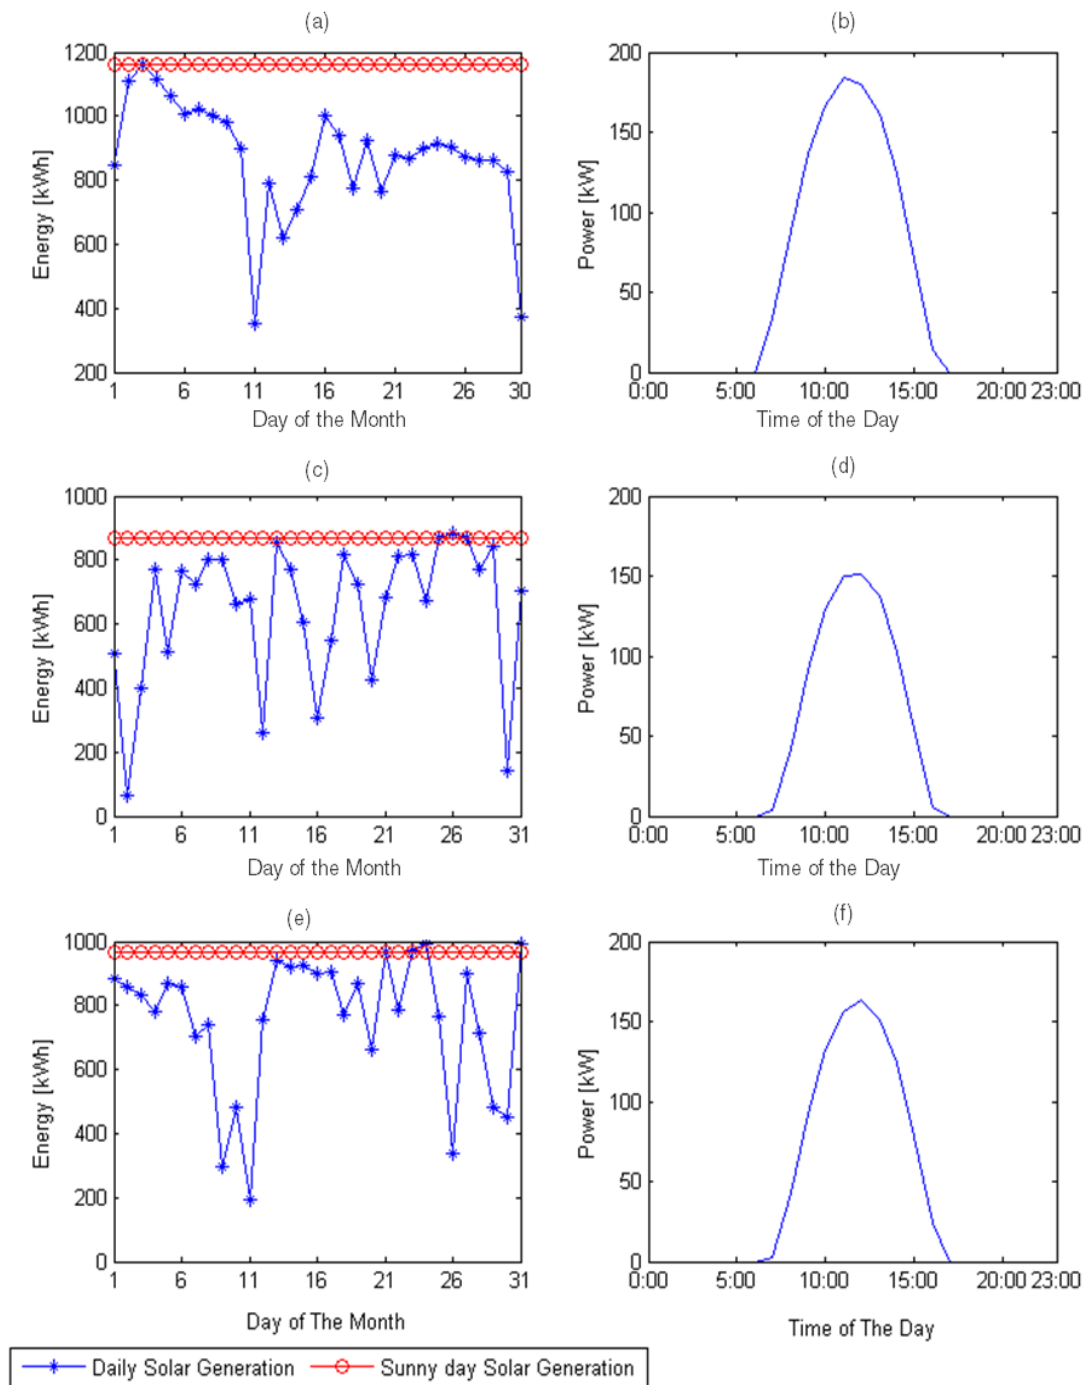 (a)
(b)
1200
1000
800
600
400
200
Energy [kWh]
1 6 11 16 21 26 30
Day of the Month
200
150
100
50
0
Power [kW]
0:00 5:00 10:00 15:00 20:00 23:00
Time of the Day
(c)
(d)
1000
800
600
400
200
0
Energy [kWh]
1 6 11 16 21 26 31
Day of the Month
200
150
100
50
0
Power [kW]
0:00 5:00 10:00 15:00 20:00 23:00
Time of the Day
(e)
(f)
1000
800
600
400
200
0
Energy [kWh]
1 6 11 16 21 26 31
Day of The Month
200
150
100
50
0
Power [kW]
0:00 5:00 10:00 15:00 20:00 23:00
Time of The Day
Daily Solar Generation Sunny day Solar Generation